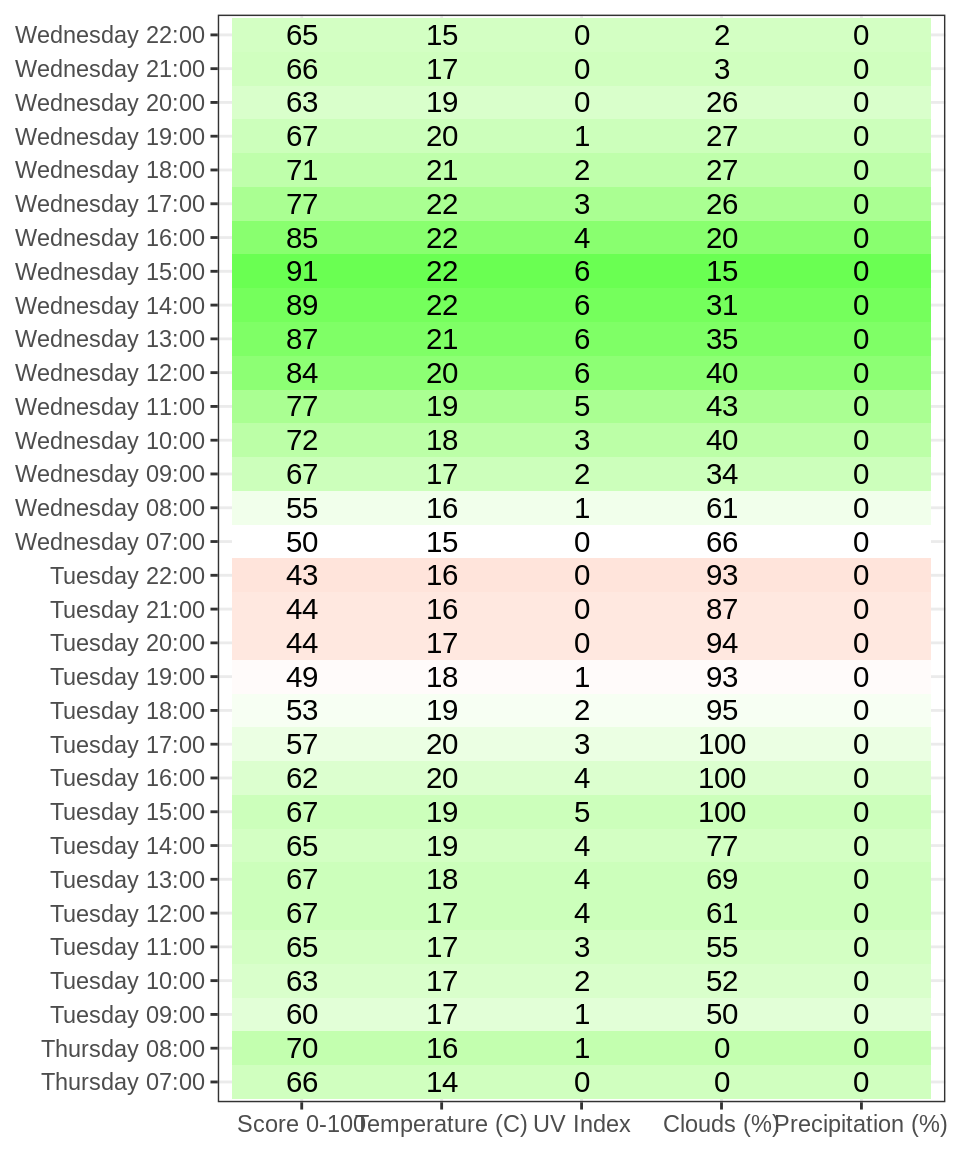 Wednesday 22:00 65 15 0 2 0
Wednesday 21:00 66 17 0 3 0
Wednesday 20:00 63 19 0 26 0
Wednesday 19:00 67 20 1 27 0
Wednesday 18:00 71 21 2 27 0
Wednesday 17:00 77 22 3 26 0
Wednesday 16:00 85 22 4 20 0
Wednesday 15:00 91 22 6 15 0
Wednesday 14:00 89 22 6 31 0
Wednesday 13:00 87 21 6 35 0
Wednesday 12:00 84 20 6 40 0
Wednesday 11:00 77 19 5 43 0
Wednesday 10:00 72 18 3 40 0
Wednesday 09:00 67 17 2 34 0
Wednesday 08:00 55 16 1 61 0
Wednesday 07:00 50 15 0 66 0
Tuesday 22:00 43 16 0 93 0
Tuesday 21:00 44 16 0 87 0
Tuesday 20:00 44 17 0 94 0
Tuesday 19:00 49 18 1 93 0
Tuesday 18:00 53 19 2 95 0
Tuesday 17:00 57 20 3 100 0
Tuesday 16:00 62 20 4 100 0
Tuesday 15:00 67 19 5 100 0
Tuesday 14:00 65 19 4 77 0
Tuesday 13:00 67 18 4 69 0
Tuesday 12:00 67 17 4 61 0
Tuesday 11:00 65 17 3 55 0
Tuesday 10:00 63 17 2 52 0
Tuesday 09:00 60 17 1 50 0
Thursday 08:00 70 16 1 0 0
Thursday 07:00 66 14 0 0 0
Score 0-100 Temperature (C) UV Index Clouds (%) Precipitation (%)